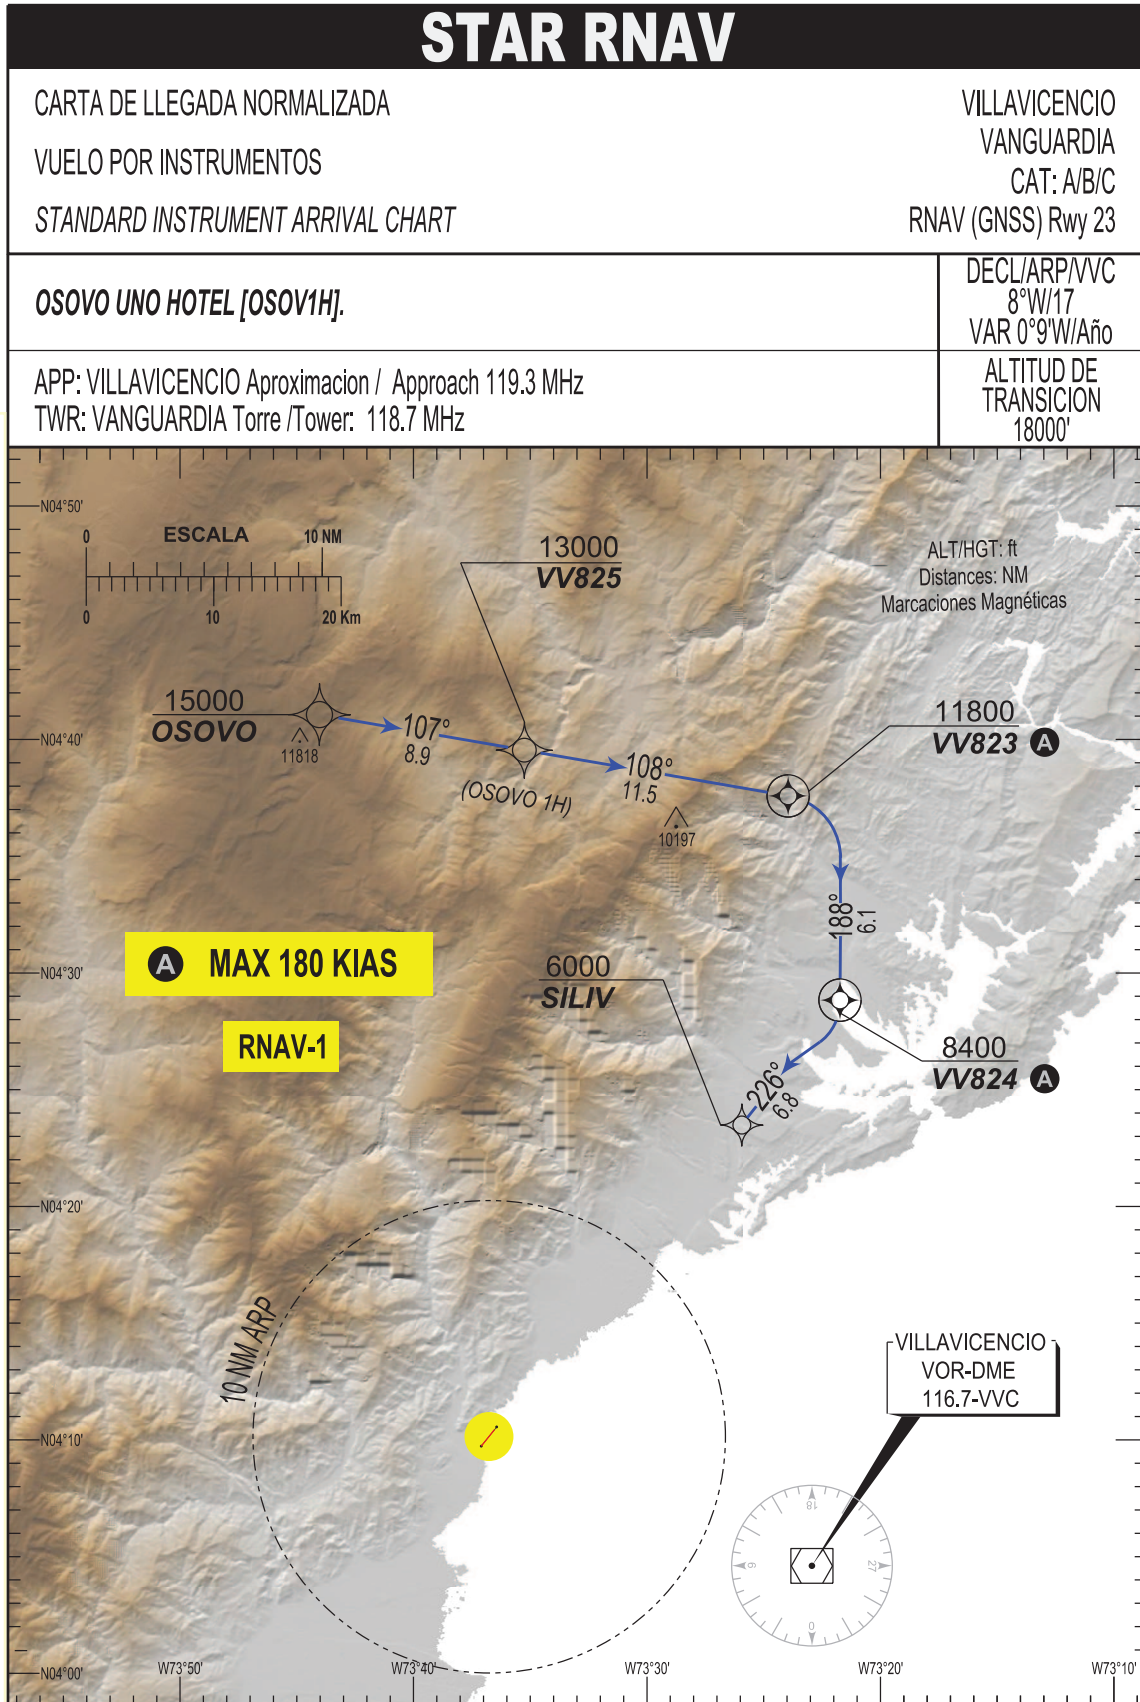 STAR RNAV
CARTA DE LLEGADA NORMALIZADA
VUELO POR INSTRUMENTOS
STANDARD INSTRUMENT ARRIVAL CHART
VILLAVICENCIO
VANGUARDIA
CAT: A/B/C
RNAV (GNSS) Rwy 23
OSOVO UNO HOTEL [OSOV1H].
DECL/ARP/VVC
8°W/17
VAR 0°9'W/Año
APP: VILLAVICENCIO Aproximacion / Approach 119.3 MHz
TWR: VANGUARDIA Torre /Tower: 118.7 MHz
ALTITUD DE
TRANSICION
18000'
N04°50'
0 ESCALA 10 NM
0 10 20 Km
13000
VV825
ALT/HGT: ft
Distances: NM
Marcaciones Magnéticas
15000
OSOVO
11818
N04°40'
107°
8.9
(OSOVO 1H)
108°
11.5
10197
11800
VV823 A
188°
6.1
A MAX 180 KIAS
N04°30'
RNAV-1
6000
SILIV
8400
VV824 A
226°
6.8
N04°20'
10 NM ARP
VILLAVICENCIO
VOR-DME
116.7-VVC
N04°10'
18
9
27
0
N04°00'
W73°50'
W73°40'
W73°30'
W73°20'
W73°10'